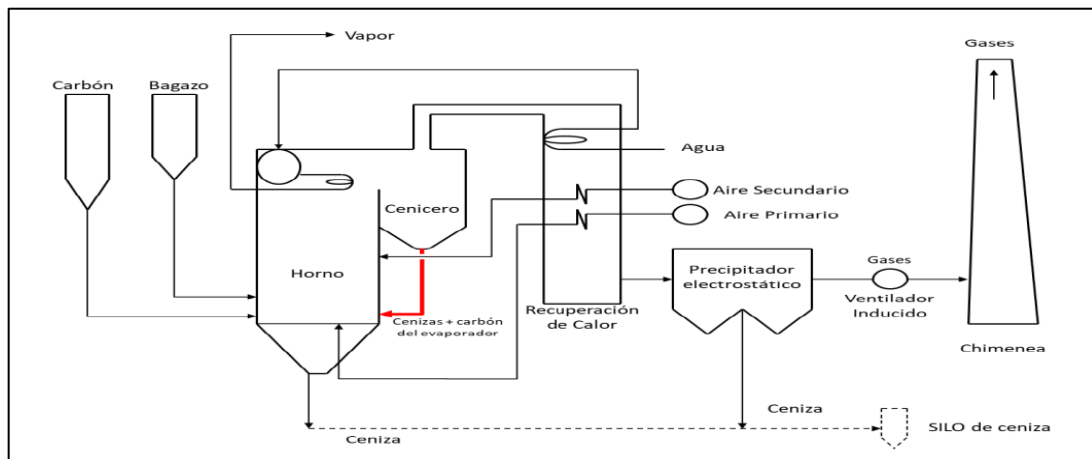 Vapor
Gases
Carbón
Bagazo
Agua
Aire Secundario
Cenicero
Aire Primario
Horno
Gases
Precipitador
electrostático
Ventilador
Inducido
Recuperación
de Calor
Cenizas + carbón
del evaporador
Chimenea
Ceniza
Ceniza
SILO de ceniza